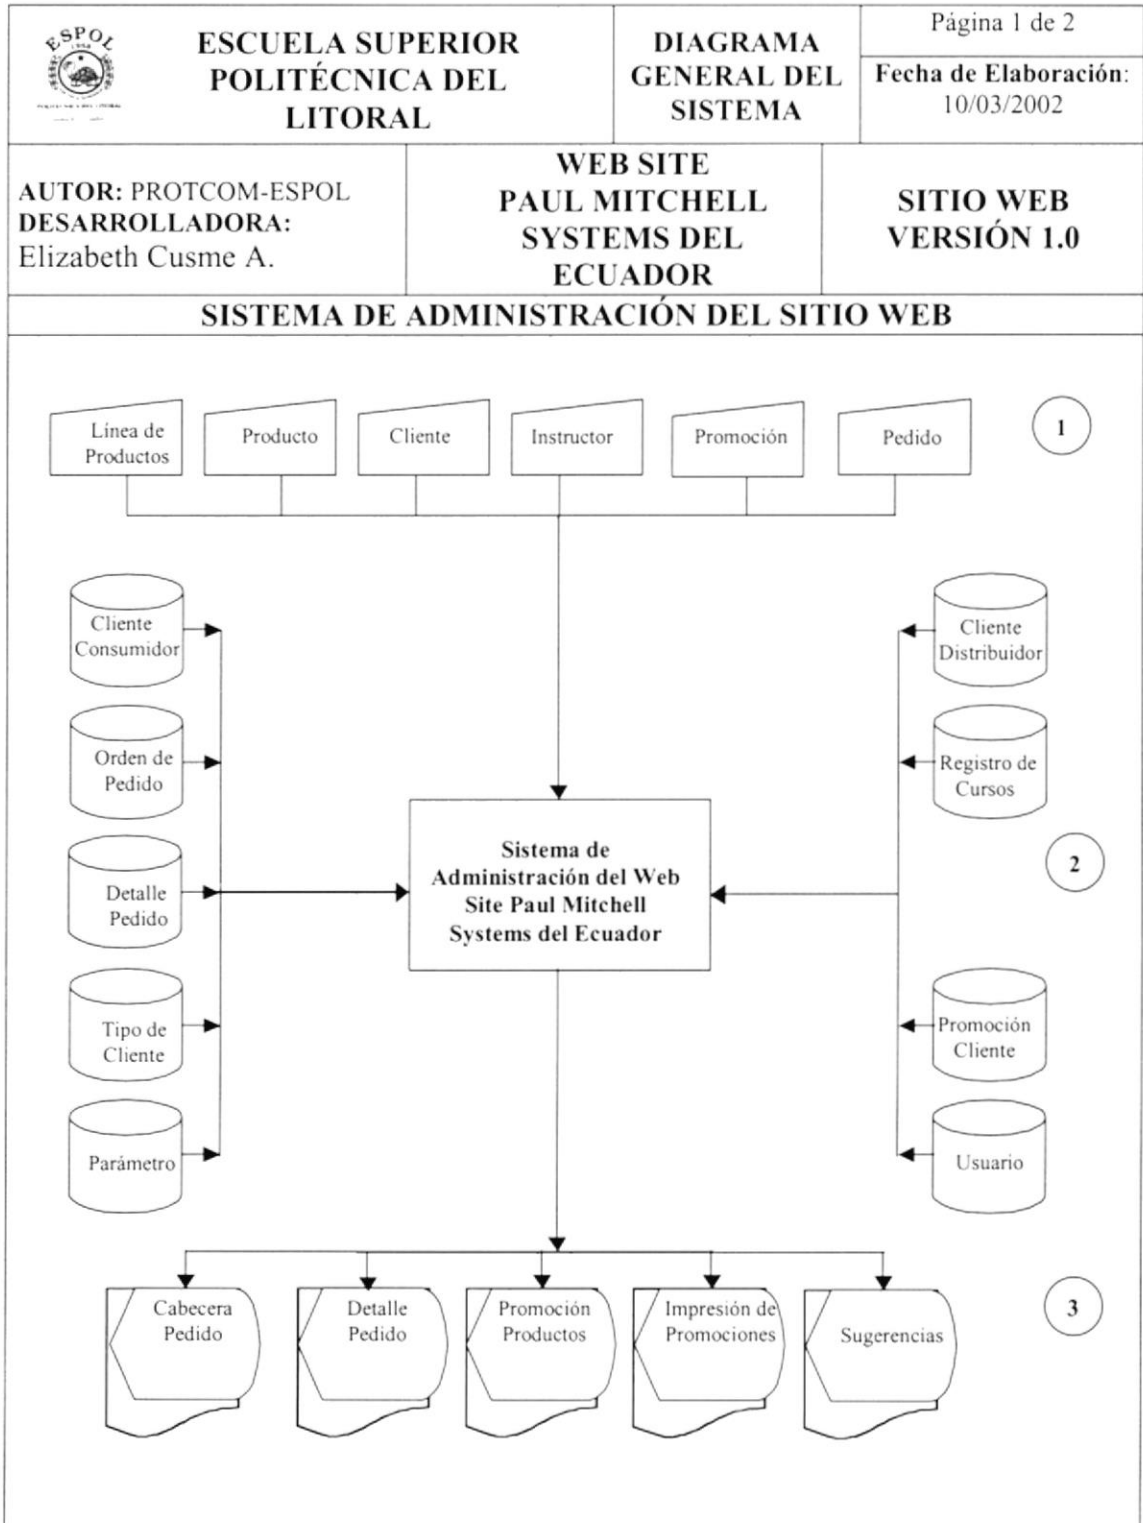 ESPOL
1958
ESCUELA SUPERIOR
POLITÉCNICA DEL
LITORAL
DIAGRAMA
GENERAL DEL
SISTEMA
Página 1 de 2
Fecha de Elaboración:
10/03/2002
AUTOR: PROTCOM-ESPOL
DESARROLLADORA:
Elizabeth Cusme A.
WEB SITE
PAUL MITCHELL
SYSTEMS DEL
ECUADOR
SITIO WEB
VERSIÓN 1.0
SISTEMA DE ADMINISTRACIÓN DEL SITIO WEB
Línea de
Productos
Producto
Cliente
Instructor
Promoción
Pedido
1
Cliente
Consumidor
Cliente
Distribuidor
Orden de
Pedido
Registro de
Cursos
Sistema de
Administración del Web
Site Paul Mitchell
Systems del Ecuador
2
Detalle
Pedido
Tipo de
Cliente
Promoción
Cliente
Parámetro
Usuario
Cabecera
Pedido
Detalle
Pedido
Promoción
Productos
Impresión de
Promociones
Sugerencias
3